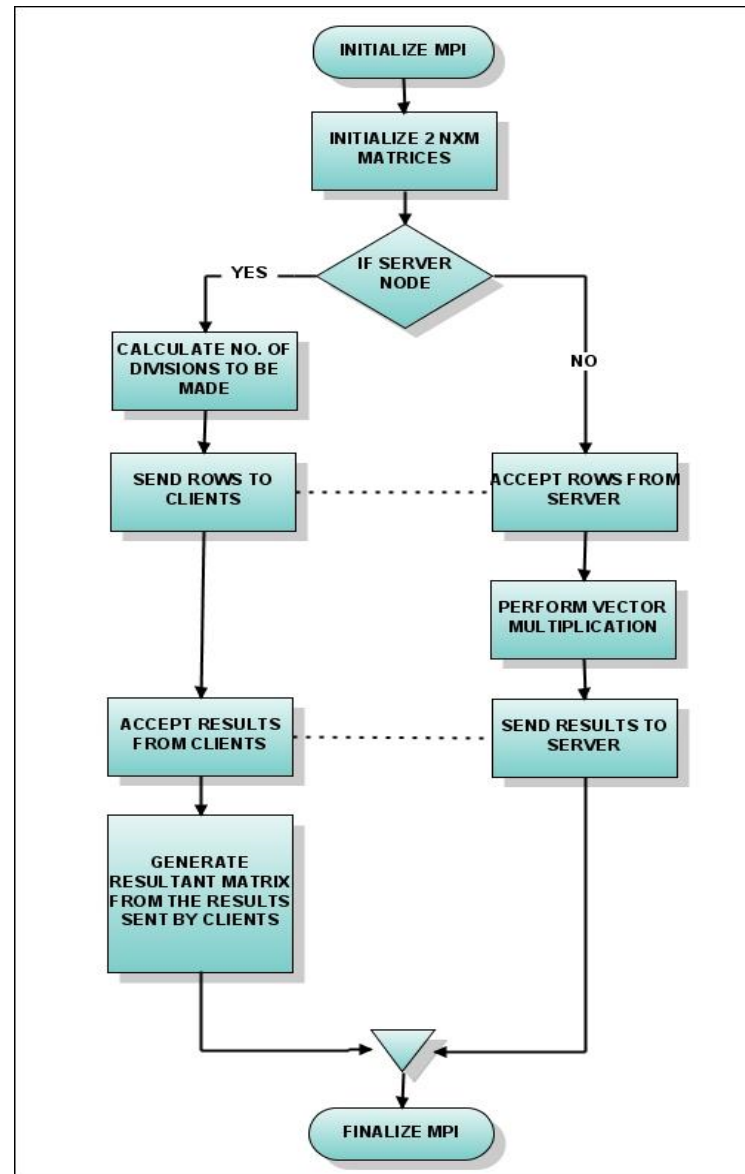 INITIALIZE MPI
INITIALIZE 2 NXM
MATRICES
IF SERVER
NODE
YES
NO
CALCULATE NO. OF
DIVISIONS TO BE
MADE
SEND ROWS TO
CLIENTS
ACCEPT ROWS FROM
SERVER
PERFORM VECTOR
MULTIPLICATION
ACCEPT RESULTS
FROM CLIENTS
SEND RESULTS TO
SERVER
GENERATE
RESULTANT MATRIX
FROM THE RESULTS
SENT BY CLIENTS
FINALIZE MPI